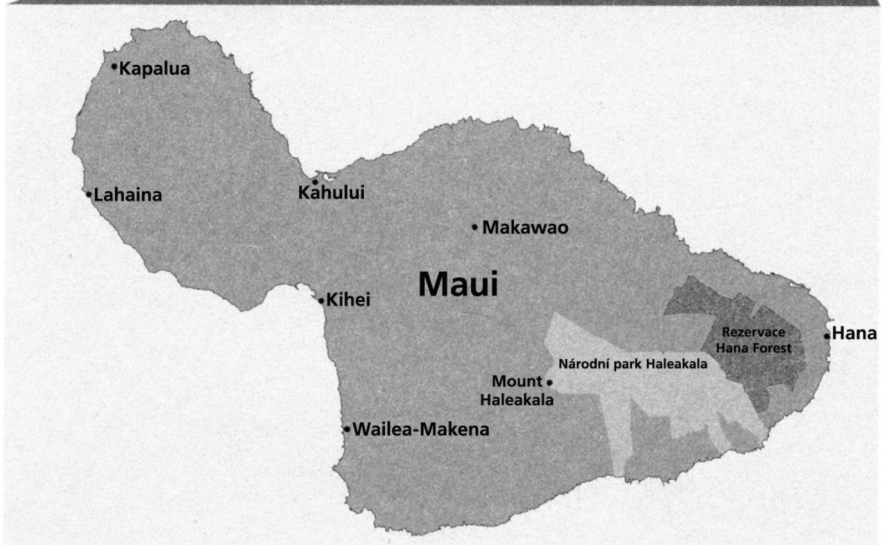 Kapalua
Lahaina
Kahului
Makawao
Maui
Kihei
Rezervace
Hana Forest
Hana
Národní park Haleakala
Mount
Haleakala
Wailea-Makena